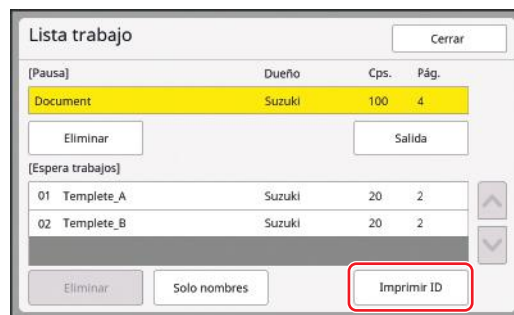 Lista trabajo Cerrar
[Pausa] Dueño Cps. Pág.
Document Suzuki 100 4
Eliminar Salida
[Espera trabajos]
01 Templete_A Suzuki 20 2
02 Templete_B Suzuki 20 2
Eliminar Solo nombres Imprimir ID